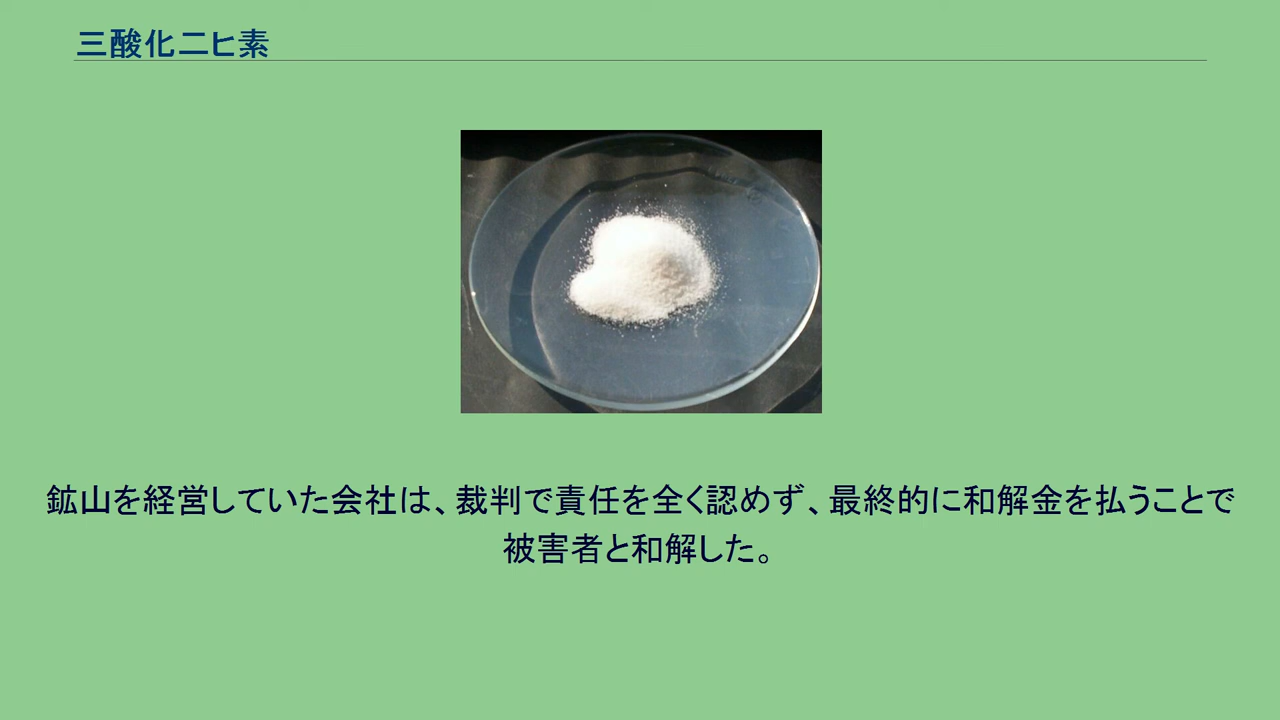 三酸化二ヒ素
鉱山を経営していた会社は、裁判で責任を全く認めず、最終的に和解金を払うことで
被害者と和解した。